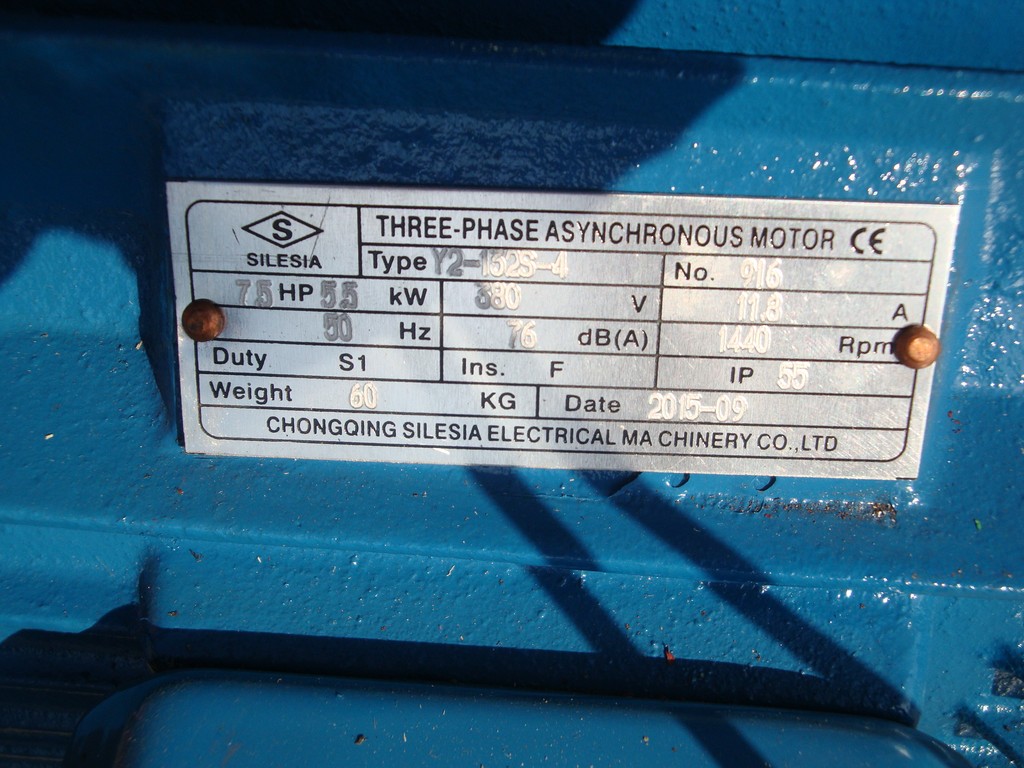 S
SILESIA
THREE-PHASE ASYNCHRONOUS MOTOR CE
Type Y2-132S-4
No. 916
7.5 HP 5.5 kW 380 V 11.8 A
50 Hz 76 dB(A) 1440 Rpm
Duty S1 Ins. F IP 55
Weight 60 KG Date 2015-09
CHONGQING SILESIA ELECTRICAL MA CHINERY CO.,LTD